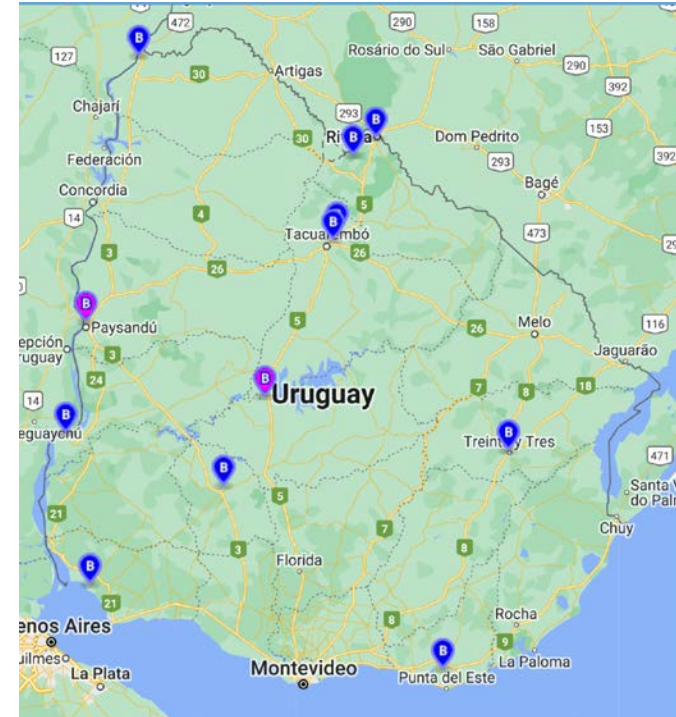 472
290
158
B
127
Rosário do Sul
São Gabriel
30
Artigas
290
392
Chajarí
293
B
153
30
B
Dom Pedrito
392
Federación
293
Bagé
Concordia
5
14
4
B
473
3
Tacuarembó
26
26
B
Paysandú
5
26
Melo
116
3
Jaguarão
24
B
7
8
18
Uruguay
14
B
B
Treinta y Tres
B
471
5
21
7
Chuy
3
8
B
Florida
21
8
Rocha
B
9
La Paloma
La Plata
Montevideo
Punta del Este